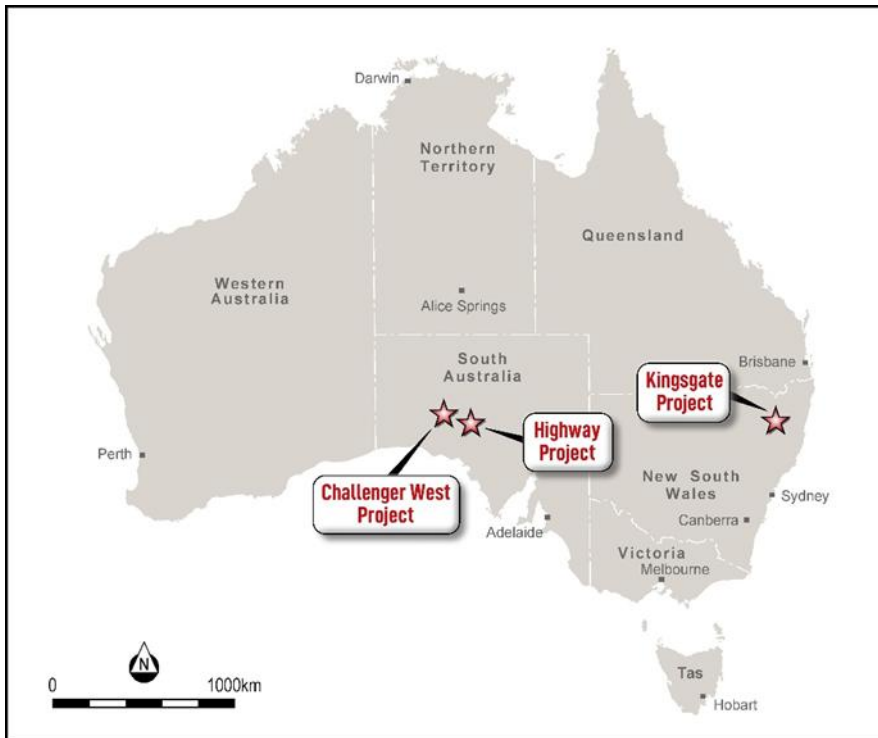 Darwin
Northern
Territory
Queensland
Western
Australia
Alice Springs
South
Australia
Brisbane
Kingsgate
Project
Highway
Project
Perth
Challenger West
Project
New South
Wales
Sydney
Canberra
Adelaide
Victoria
Melbourne
N
0 1000km
Tas
Hobart